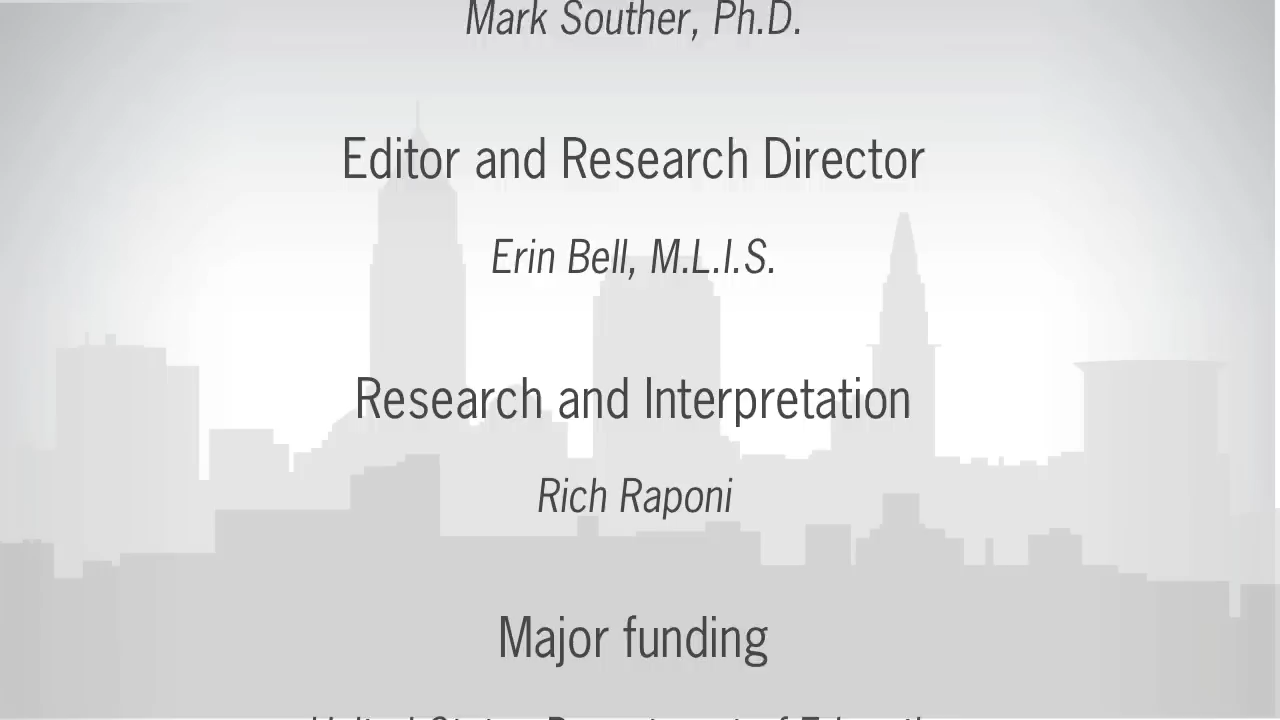 Mark Souther, Ph.D.
Editor and Research Director
Erin Bell, M.L.I.S.
Research and Interpretation
Rich Raponi
Major funding